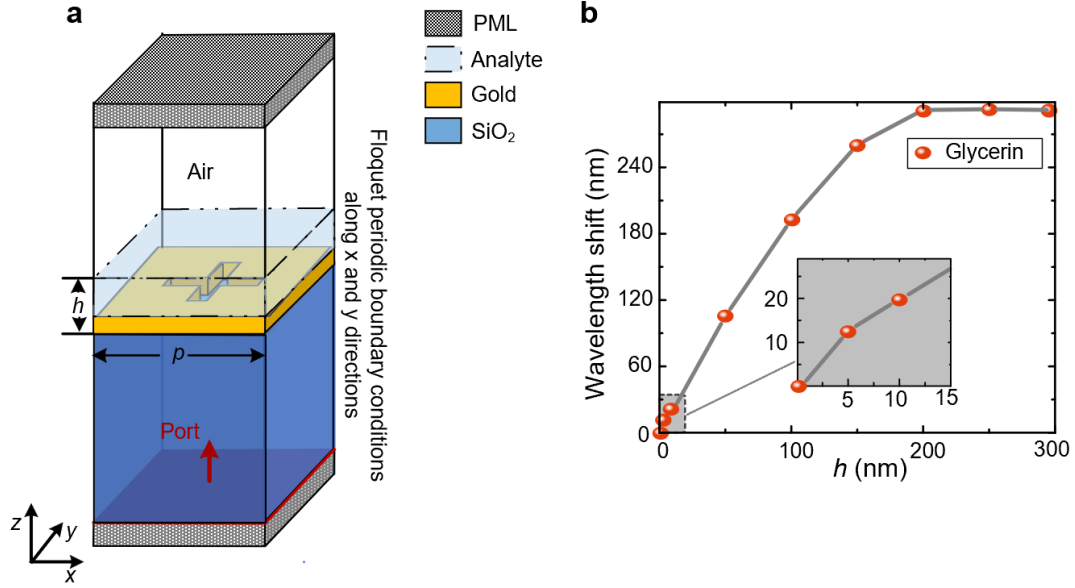 a
PML
Analyte
Gold
SiO₂
Air
Floquet periodic boundary conditions
along x and y directions
h
p
Port
z
y
x
b
Wavelength shift (nm)
240
180
120
60
0
Glycerin
20
10
5
10
15
0
100
200
300
h (nm)